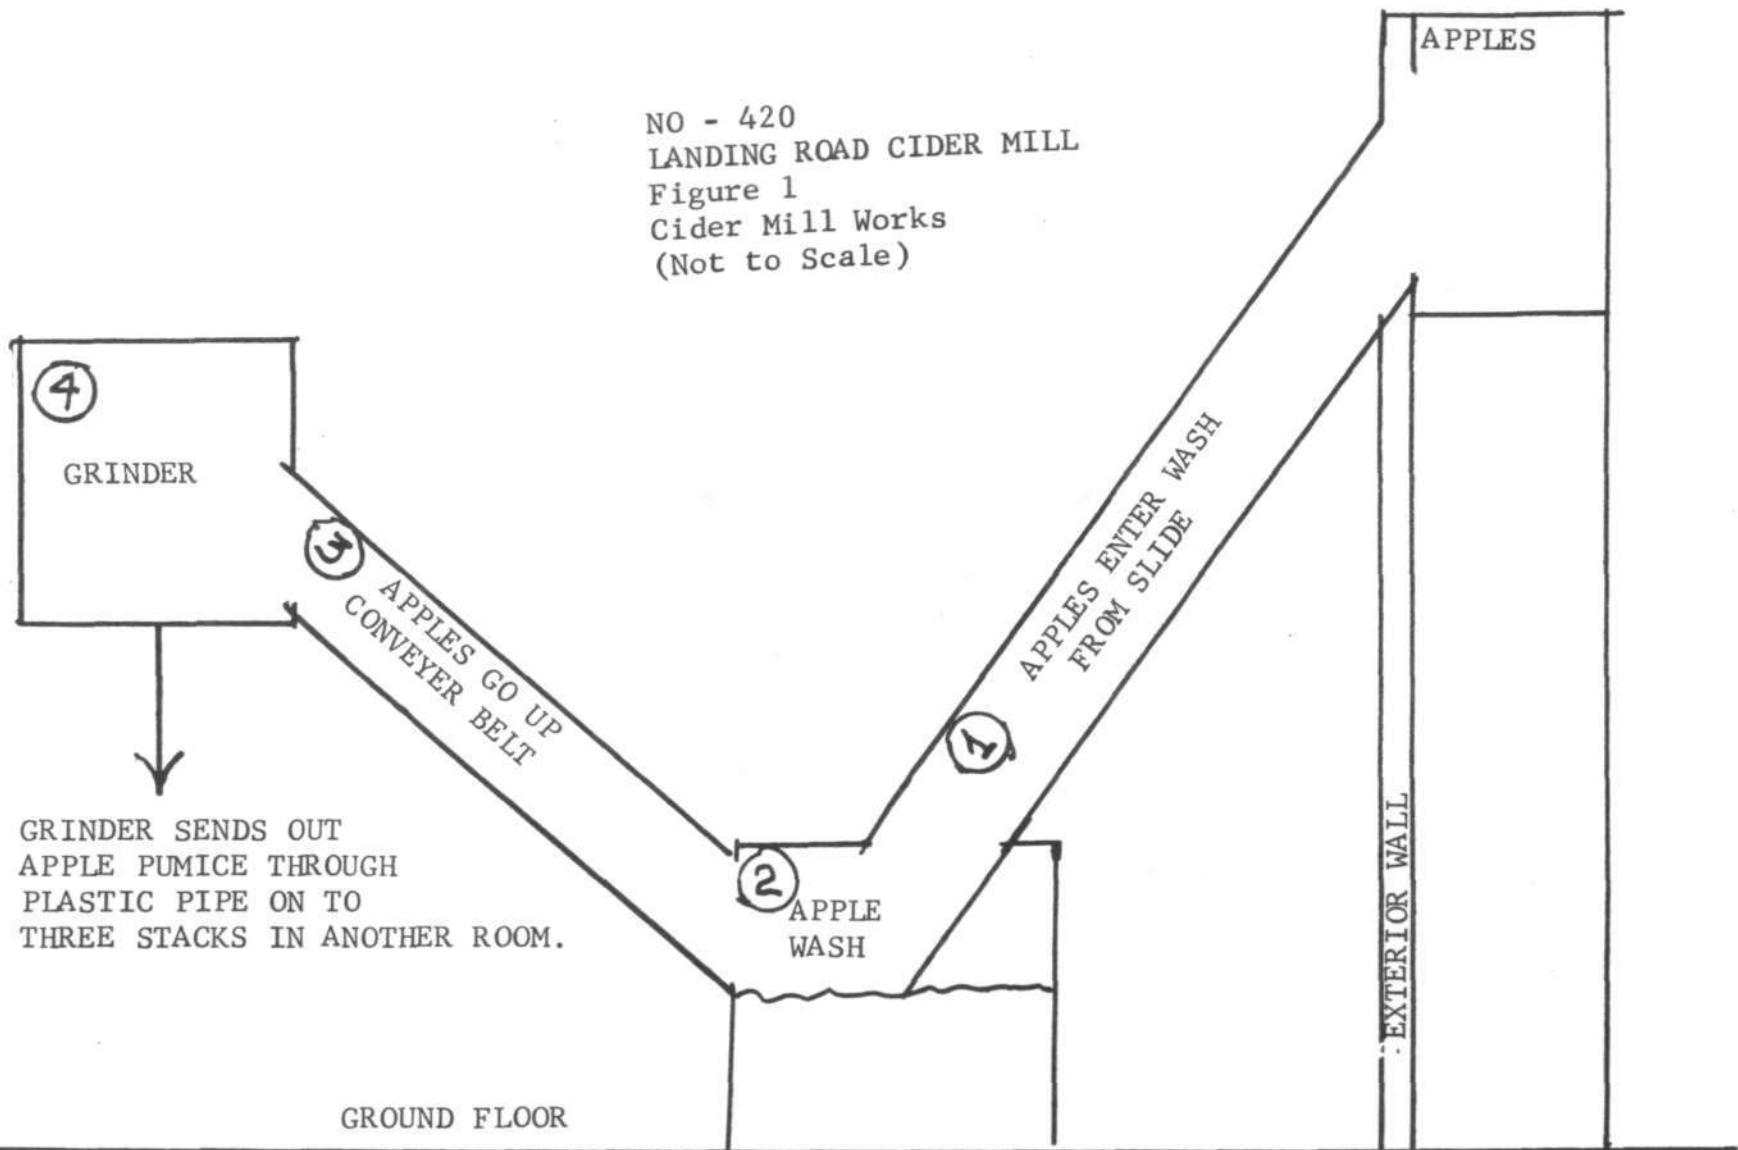 APPLES
NO - 420
LANDING ROAD CIDER MILL
Figure 1
Cider Mill Works
(Not to Scale)
4
GRINDER
3
APPLES GO UP
CONVEYER BELT
1
APPLES ENTER WASH
FROM SLIDE
2
APPLE
WASH
GRINDER SENDS OUT
APPLE PUMICE THROUGH
PLASTIC PIPE ON TO
THREE STACKS IN ANOTHER ROOM.
EXTERIOR WALL
GROUND FLOOR